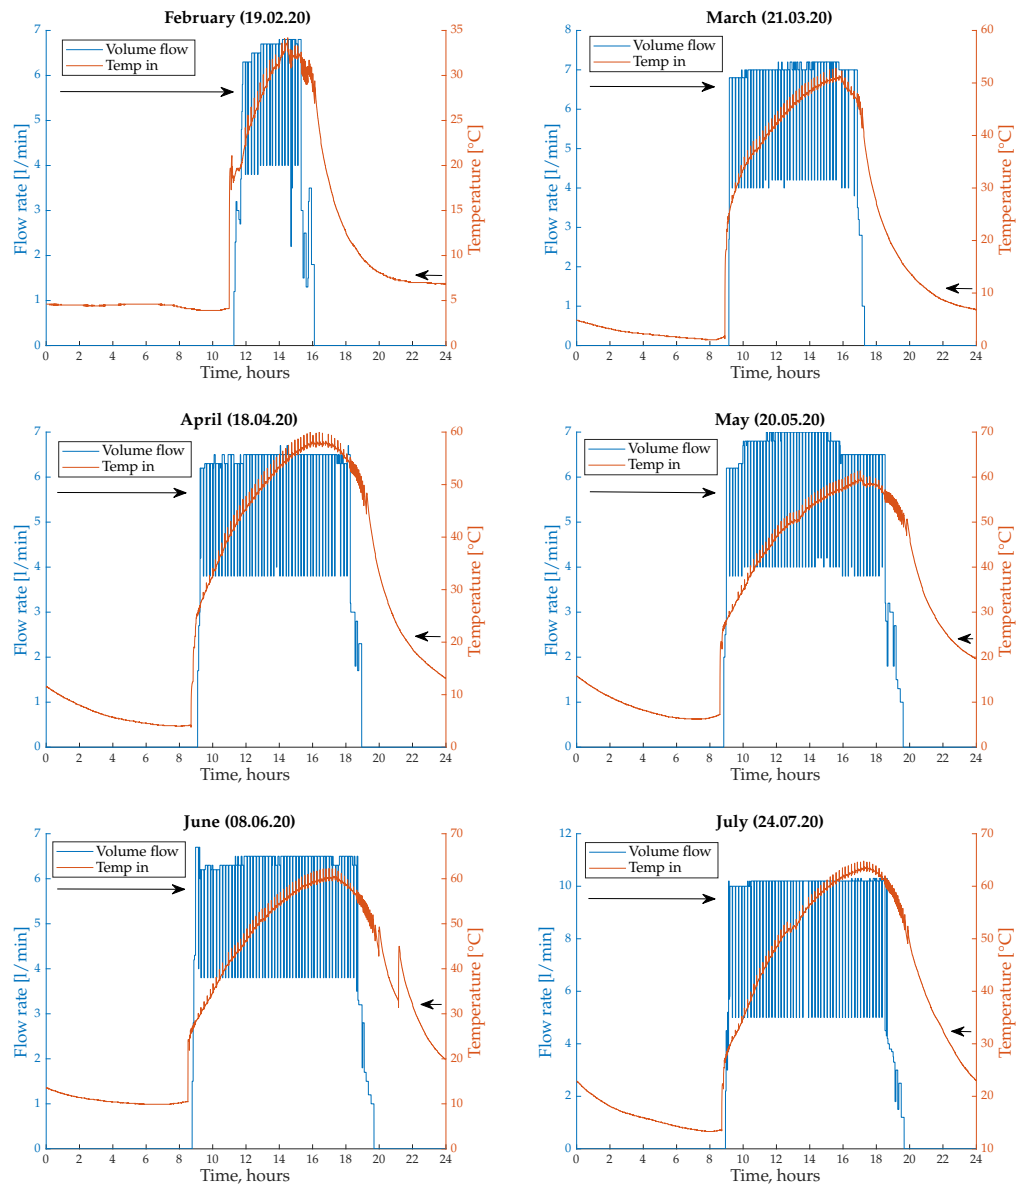 February (19.02.20)
Volume flow
Temp in
Flow rate [l/min]
0
1
2
3
4
5
6
7
Temperature [°C]
0
5
10
15
20
25
30
35
0 2 4 6 8 10 12 14 16 18 20 22 24
Time, hours
March (21.03.20)
Volume flow
Temp in
Flow rate [l/min]
0
1
2
3
4
5
6
7
8
Temperature [°C]
0
10
20
30
40
50
60
0 2 4 6 8 10 12 14 16 18 20 22 24
Time, hours
April (18.04.20)
Volume flow
Temp in
Flow rate [l/min]
0
1
2
3
4
5
6
7
Temperature [°C]
0
10
20
30
40
50
60
0 2 4 6 8 10 12 14 16 18 20 22 24
Time, hours
May (20.05.20)
Volume flow
Temp in
Flow rate [l/min]
0
1
2
3
4
5
6
7
Temperature [°C]
0
10
20
30
40
50
60
70
0 2 4 6 8 10 12 14 16 18 20 22 24
Time, hours
June (08.06.20)
Volume flow
Temp in
Flow rate [l/min]
0
1
2
3
4
5
6
7
Temperature [°C]
0
10
20
30
40
50
60
70
0 2 4 6 8 10 12 14 16 18 20 22 24
Time, hours
July (24.07.20)
Volume flow
Temp in
Flow rate [l/min]
0
2
4
6
8
10
12
Temperature [°C]
10
20
30
40
50
60
70
0 2 4 6 8 10 12 14 16 18 20 22 24
Time, hours